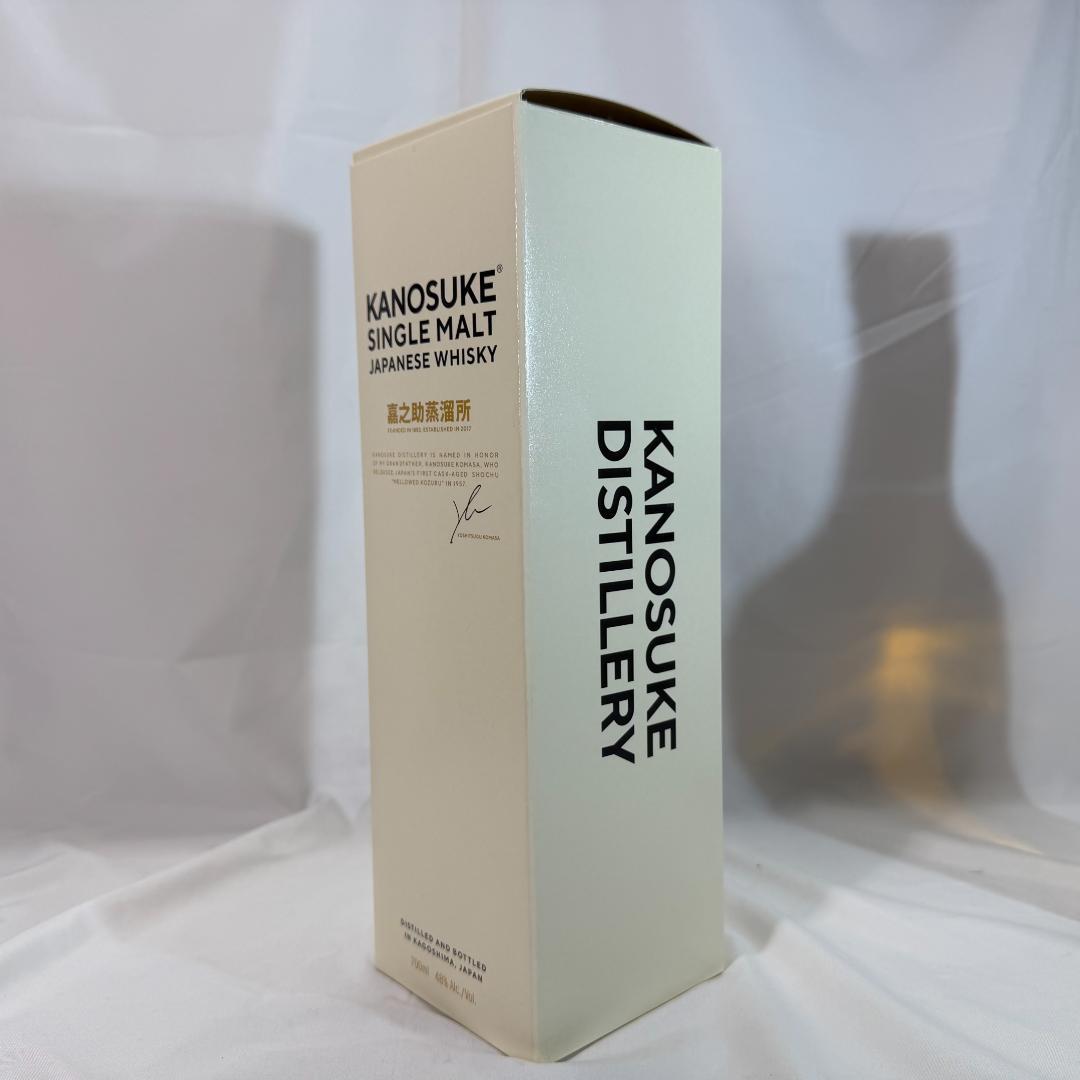 KANOSUKE®
SINGLE MALT
JAPANESE WHISKY
嘉之助蒸溜所
FOUNDED IN 1883, ESTABLISHED IN 2017
KANOSUKE DISTILLERY IS NAMED IN HONOR
OF MY GRANDFATHER, KANOSUKE KOMASA, WHO
RELEASED JAPAN'S FIRST CASK-AGED SHOCHU
"MELLOWED KOZURU" IN 1957.
YOSHITSUGU KOMASA
DISTILLED AND BOTTLED
IN KAGOSHIMA, JAPAN
700ml 48% Alc./Vol.
KANOSUKE
DISTILLERY